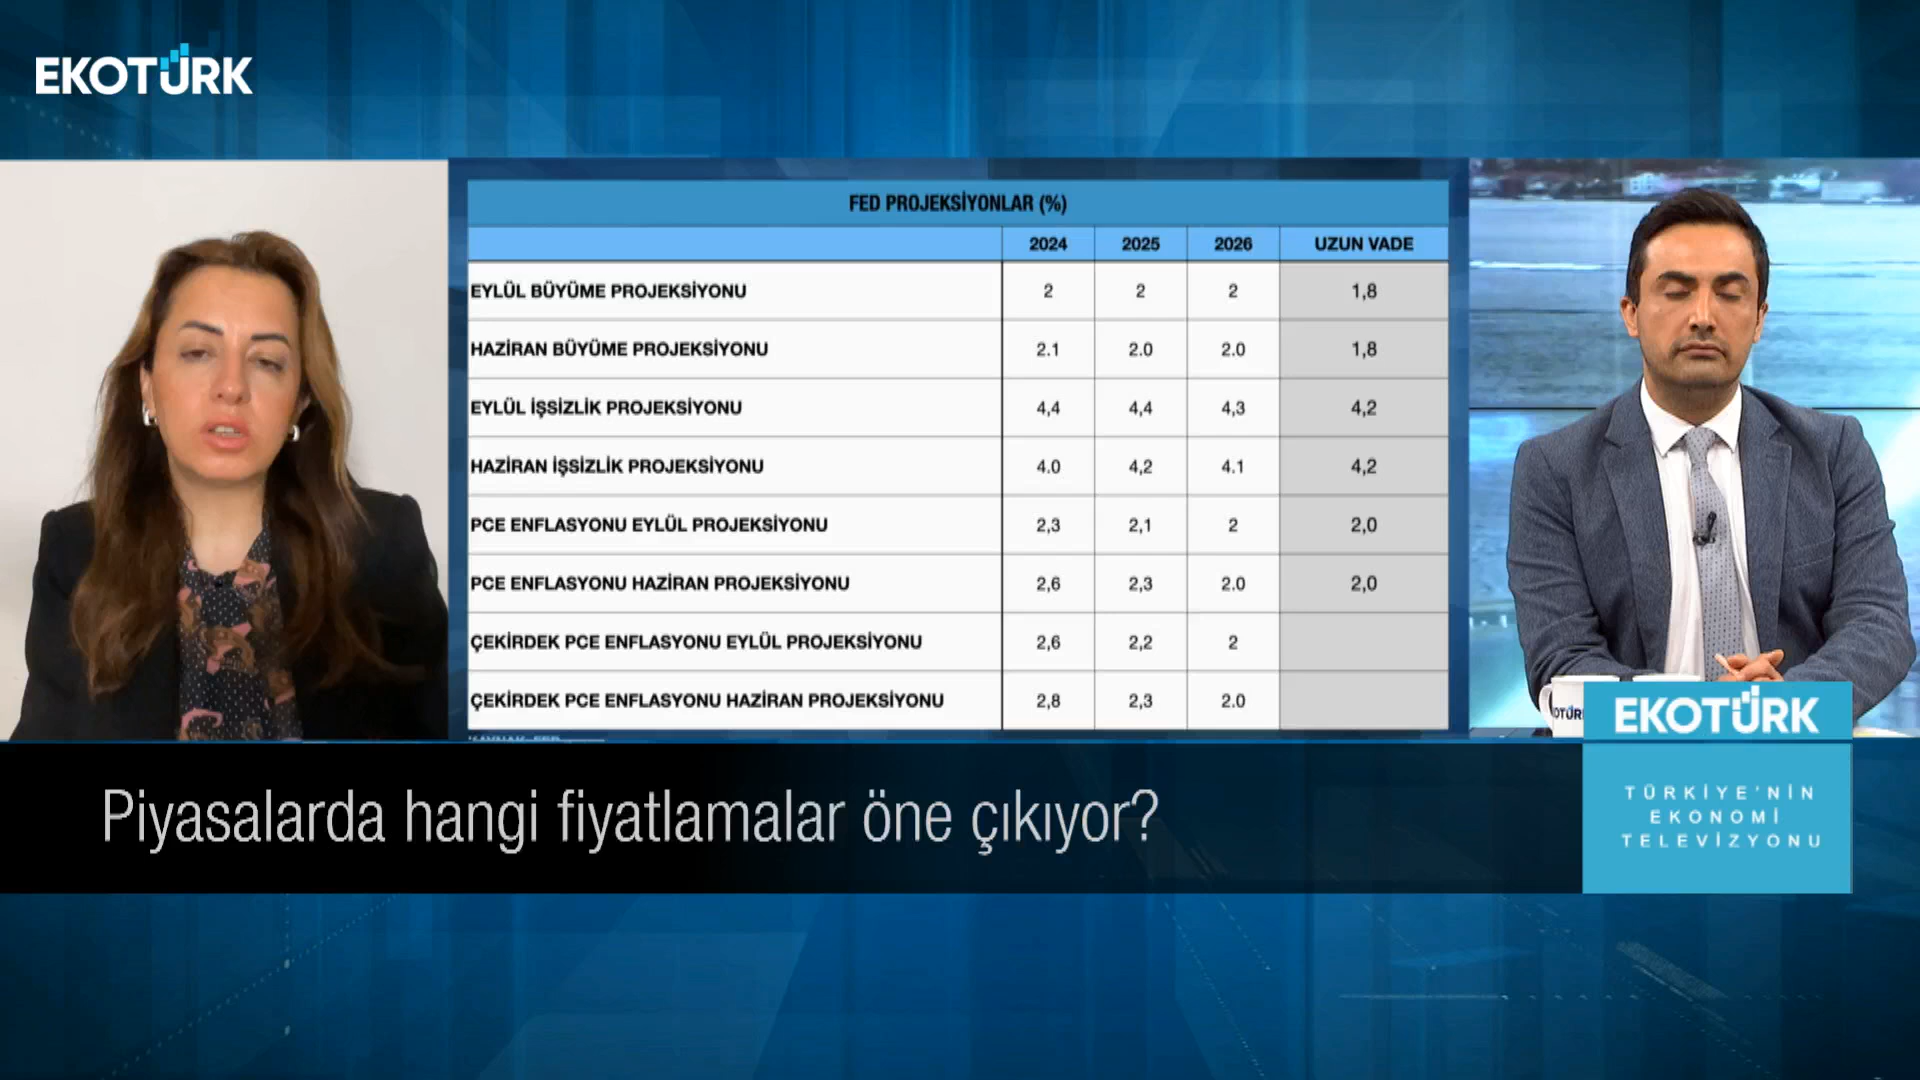 EKOTÜRK
FED PROJEKSİYONLAR (%)
2024 2025 2026 UZUN VADE
EYLÜL BÜYÜME PROJEKSİYONU 2 2 2 1,8
HAZİRAN BÜYÜME PROJEKSİYONU 2.1 2.0 2.0 1,8
EYLÜL İŞSİZLİK PROJEKSİYONU 4,4 4,4 4,3 4,2
HAZİRAN İŞSİZLİK PROJEKSİYONU 4.0 4,2 4.1 4,2
PCE ENFLASYONU EYLÜL PROJEKSİYONU 2,3 2,1 2 2,0
PCE ENFLASYONU HAZİRAN PROJEKSİYONU 2,6 2,3 2.0 2,0
ÇEKİRDEK PCE ENFLASYONU EYLÜL PROJEKSİYONU 2,6 2,2 2
ÇEKİRDEK PCE ENFLASYONU HAZİRAN PROJEKSİYONU 2,8 2,3 2.0
EKOTÜRK
Piyasalarda hangi fiyatlamalar öne çıkıyor?
TÜRKİYE'NİN
EKONOMİ
TELEVİZYONU